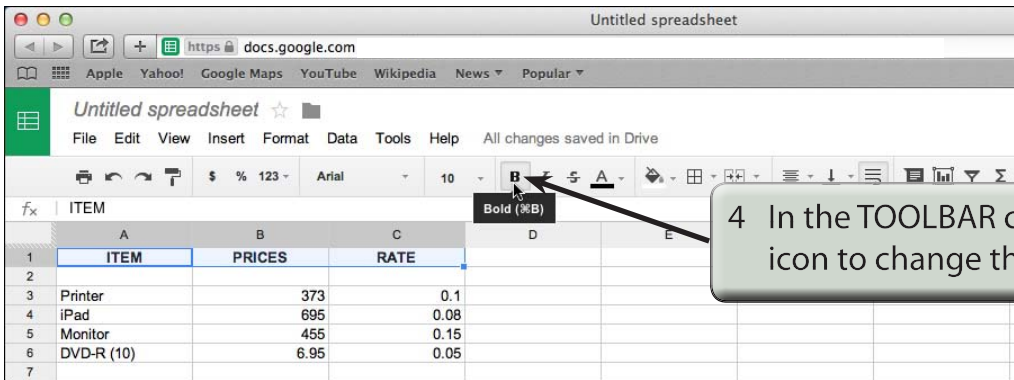 Untitled spreadsheet
https docs.google.com
Apple Yahoo! Google Maps YouTube Wikipedia News Popular
Untitled spreadsheet
File Edit View Insert Format Data Tools Help All changes saved in Drive
$ % 123 Arial 10 B I S A Σ
fx ITEM
Bold (⌘B)
4 In the TOOLBAR
icon to change
A B C D E
1 ITEM PRICES RATE
2
3 Printer 373 0.1
4 iPad 695 0.08
5 Monitor 455 0.15
6 DVD-R (10) 6.95 0.05
7